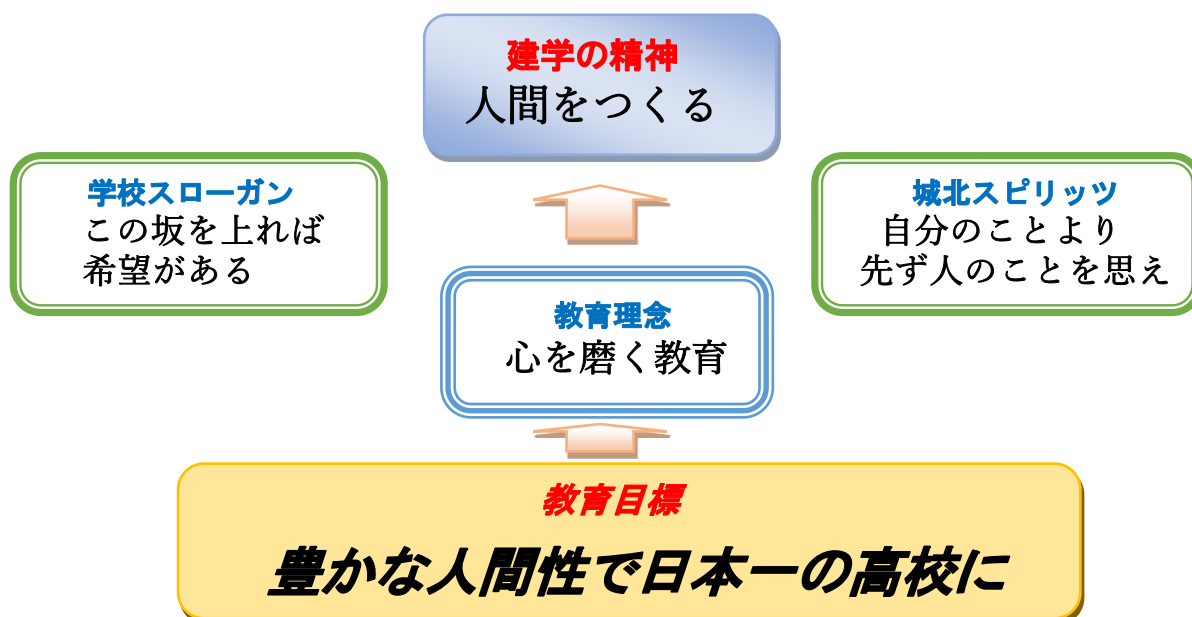 建学の精神
人間をつくる
学校スローガン
この坂を上れば
希望がある
城北スピリッツ
自分のことより
先ず人のことを思え
教育理念
心を磨く教育
教育目標
豊かな人間性で日本一の高校に